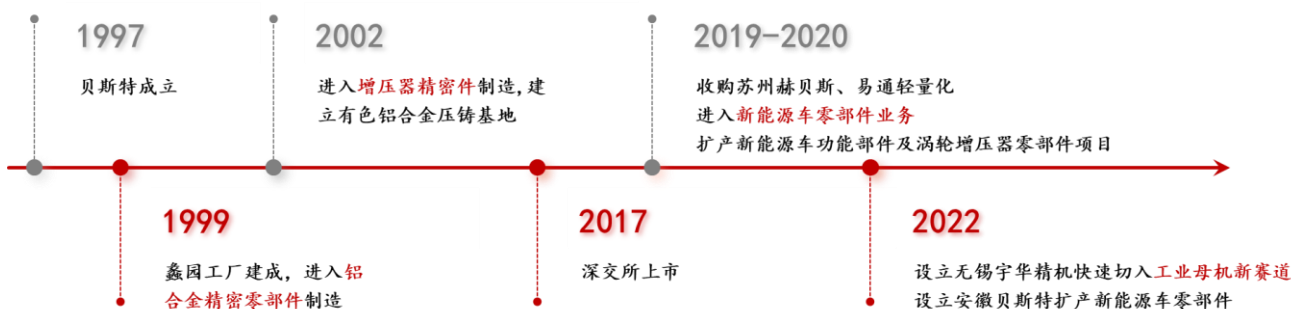 1997
贝斯特成立
2002
进入增压器精密件制造,建
立有色铝合金压铸基地
2019-2020
收购苏州赫贝斯、易通轻量化
进入新能源车零部件业务
扩产新能源车功能部件及涡轮增压器零部件项目
1999
蠡园工厂建成，进入铝
合金精密零部件制造
2017
深交所上市
2022
设立无锡宇华精机快速切入工业母机新赛道
设立安徽贝斯特扩产新能源车零部件